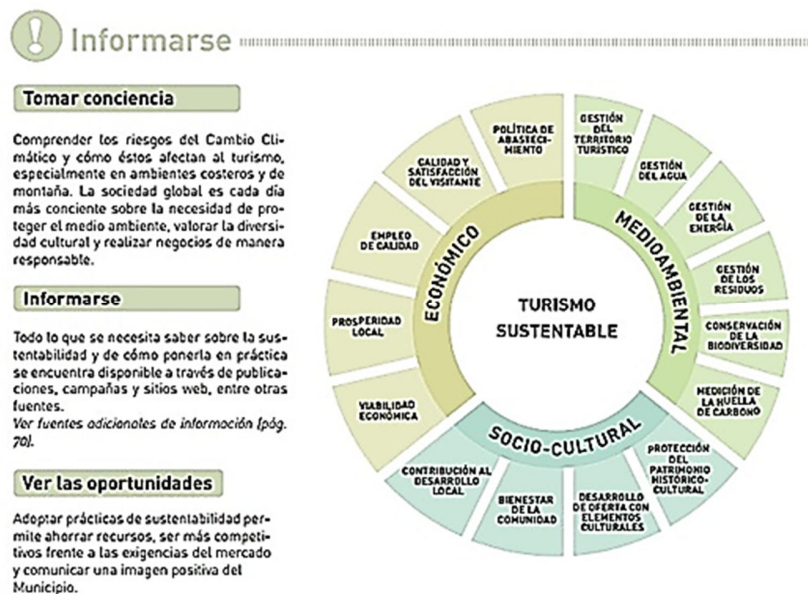 Informarse
Tomar conciencia
Comprender los riesgos del Cambio Cli-
mático y cómo éstos afectan al turismo,
especialmente en ambientes costeros y de
montaña. La sociedad global es cada día
más conciente sobre la necesidad de pro-
teger el medio ambiente, valorar la diversi-
dad cultural y realizar negocios de manera
responsable.
Informarse
Todo lo que se necesita saber sobre la sus-
tentabilidad y de cómo ponerla en práctica
se encuentra disponible a través de publica-
ciones, campañas y sitios web, entre otras
fuentes.
Ver fuentes adicionales de información (pág.
70).
Ver las oportunidades
Adoptar prácticas de sustentabilidad per-
mite ahorrar recursos, ser más competi-
tivos frente a las exigencias del mercado
y comunicar una imagen positiva del
Municipio.
TURISMO
SUSTENTABLE
ECONÓMICO
VIABILIDAD
ECONÓMICA
PROSPERIDAD
LOCAL
EMPLEO
DE CALIDAD
CALIDAD Y
SATISFACCIÓN
DEL VISITANTE
POLÍTICA DE
ABASTECI-
MIENTO
MEDIOAMBIENTAL
GESTIÓN
DEL
TERRITORIO
TURÍSTICO
GESTIÓN
DEL AGUA
GESTIÓN
DE LA
ENERGÍA
GESTIÓN
DE LOS
RESIDUOS
CONSERVACIÓN
DE LA
BIODIVERSIDAD
MEDICIÓN DE
LA HUELLA
DE CARBONO
SOCIO-CULTURAL
PROTECCIÓN
DEL
PATRIMONIO
HISTÓRICO-
CULTURAL
DESARROLLO
DE OFERTA CON
ELEMENTOS
CULTURALES
BIENESTAR
DE LA
COMUNIDAD
CONTRIBUCIÓN AL
DESARROLLO
LOCAL